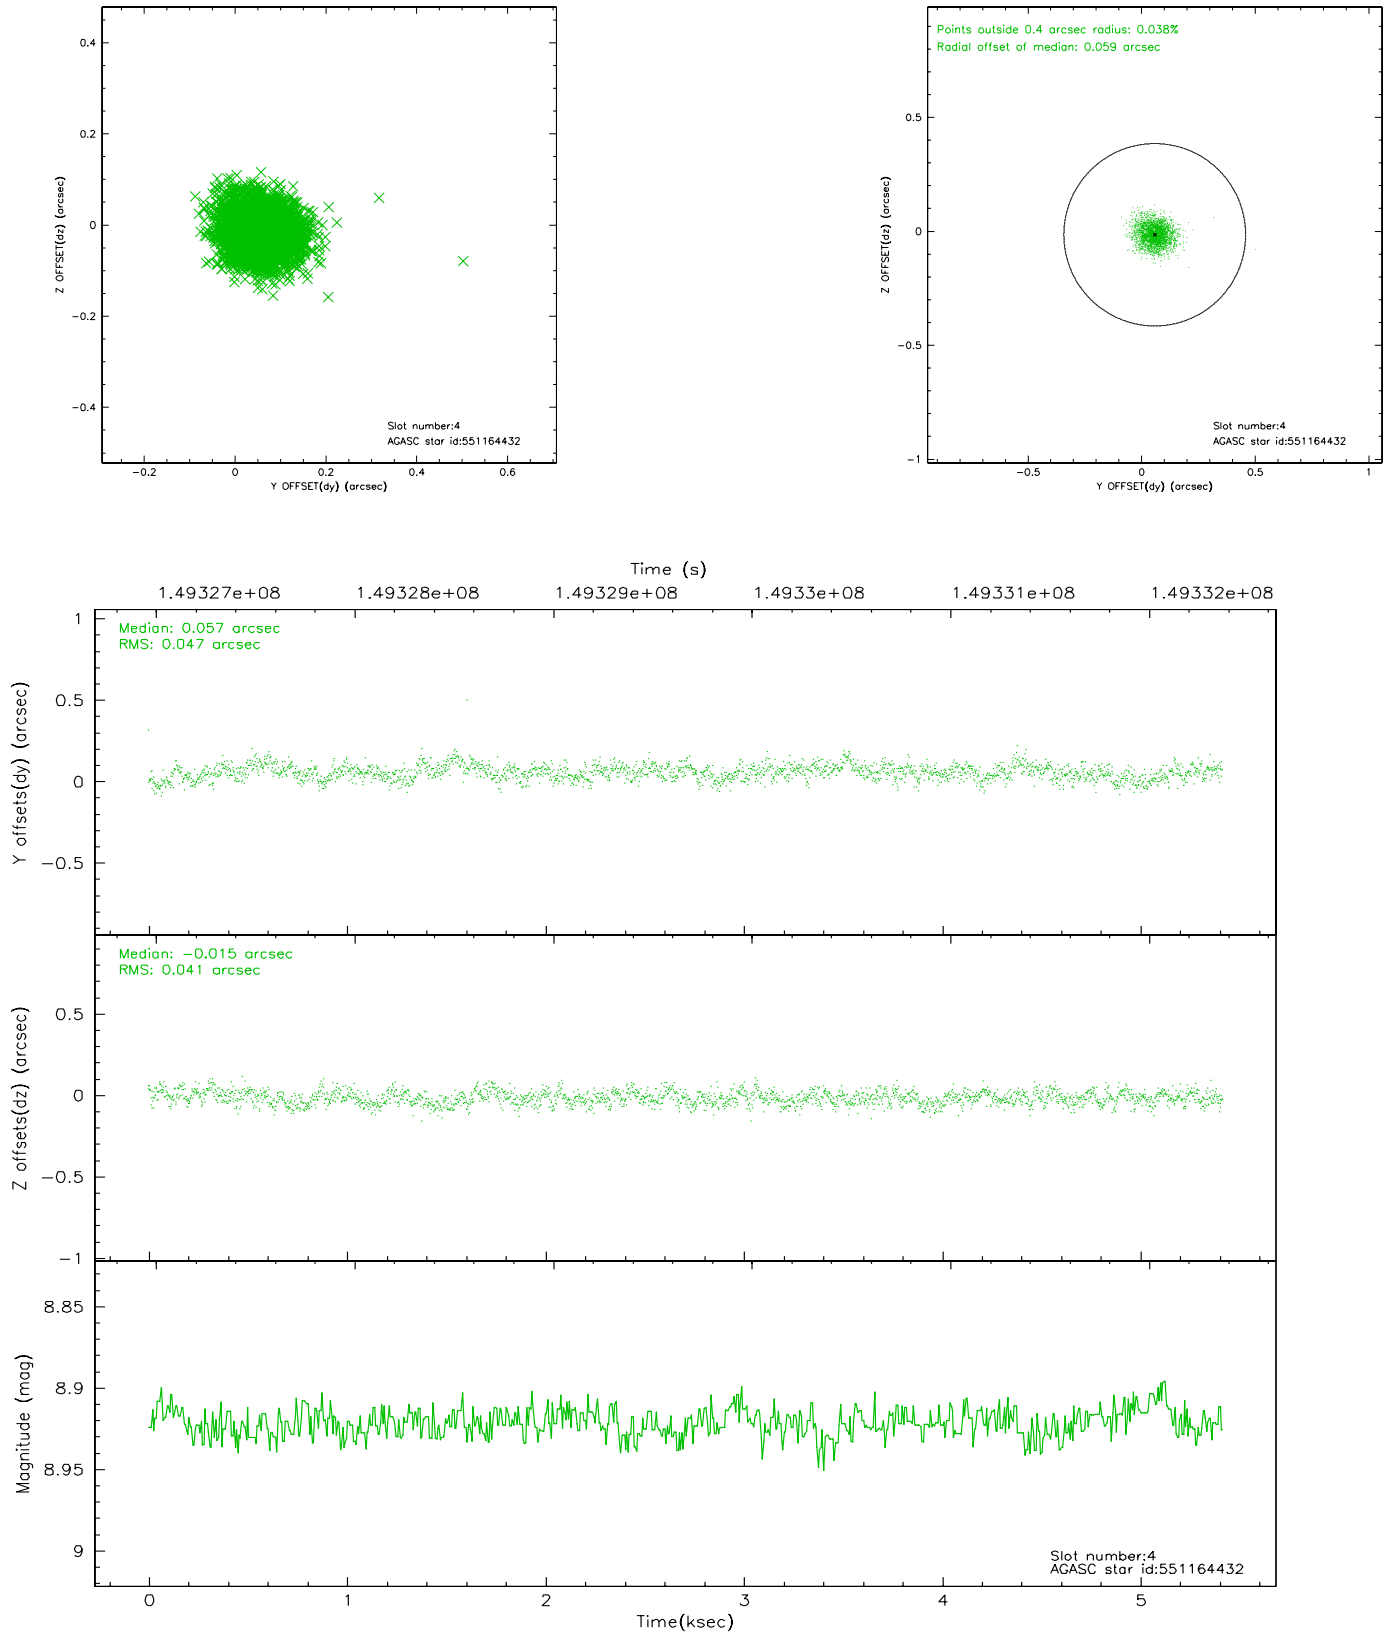 0.4
0.2
0
−0.2
−0.4
Z OFFSET(dz) (arcsec)
Slot number:4
AGASC star id:551164432
−0.2 0 0.2 0.4 0.6
Y OFFSET(dy) (arcsec)
Points outside 0.4 arcsec radius: 0.038%
Radial offset of median: 0.059 arcsec
0.5
0
−0.5
−1
Z OFFSET(dz) (arcsec)
Slot number:4
AGASC star id:551164432
−0.5 0 0.5 1
Y OFFSET(dy) (arcsec)
Time (s)
1.49327e+08 1.49328e+08 1.49329e+08 1.4933e+08 1.49331e+08 1.49332e+08
Median: 0.057 arcsec
RMS: 0.047 arcsec
1
0.5
0
−0.5
Y offsets(dy) (arcsec)
Median: −0.015 arcsec
RMS: 0.041 arcsec
0.5
0
−0.5
−1
Z offsets(dz) (arcsec)
8.85
8.9
8.95
9
Magnitude (mag)
Slot number:4
AGASC star id:551164432
0 1 2 3 4 5
Time(ksec)